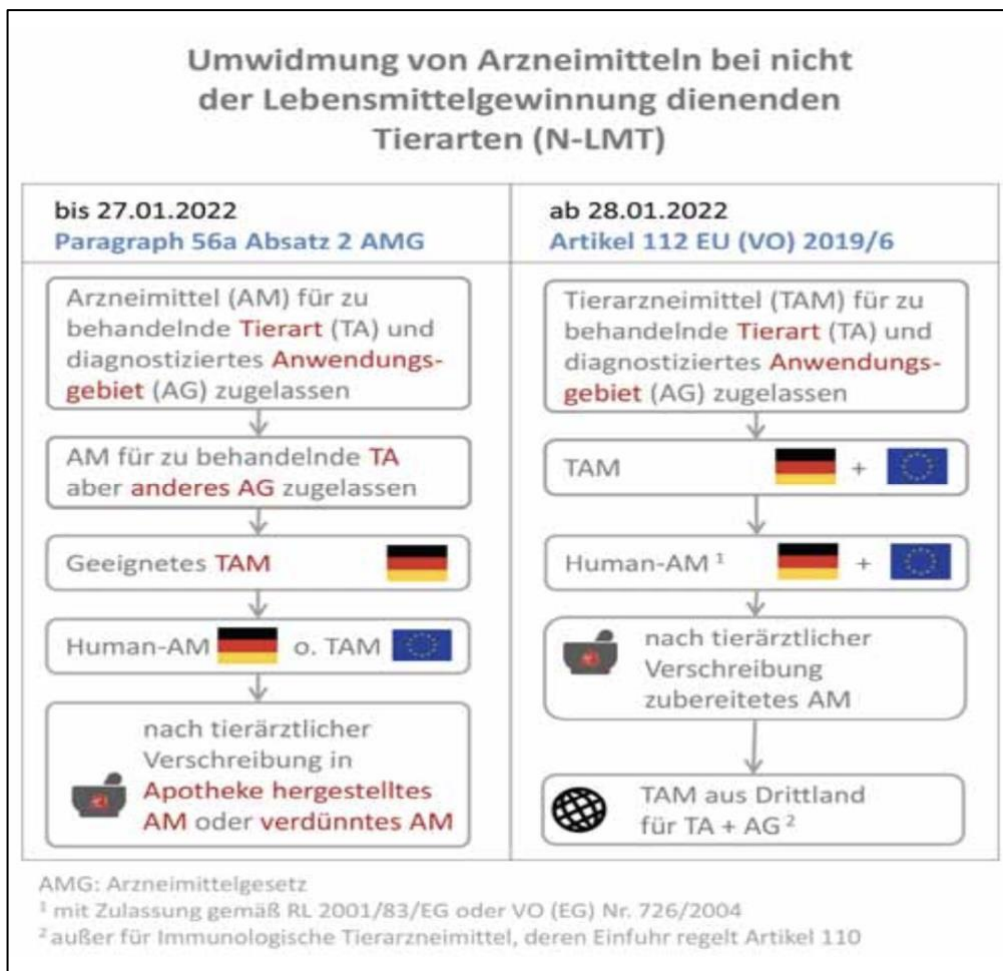 Umwidmung von Arzneimitteln bei nicht
der Lebensmittelgewinnung dienenden
Tierarten (N-LMT)
bis 27.01.2022
Paragraph 56a Absatz 2 AMG
Arzneimittel (AM) für zu
behandelnde Tierart (TA) und
diagnostiziertes Anwendungs-
gebiet (AG) zugelassen
AM für zu behandelnde TA
aber anderes AG zugelassen
Geeignetes TAM
Human-AM o. TAM
nach tierärztlicher
Verschreibung in
Apotheke hergestelltes
AM oder verdünntes AM
ab 28.01.2022
Artikel 112 EU (VO) 2019/6
Tierarzneimittel (TAM) für zu
behandelnde Tierart (TA) und
diagnostiziertes Anwendungs-
gebiet (AG) zugelassen
TAM +
Human-AM ¹ +
nach tierärztlicher
Verschreibung
zubereitetes AM
TAM aus Drittland
für TA + AG ²
AMG: Arzneimittelgesetz
¹ mit Zulassung gemäß RL 2001/83/EG oder VO (EG) Nr. 726/2004
² außer für Immunologische Tierarzneimittel, deren Einfuhr regelt Artikel 110